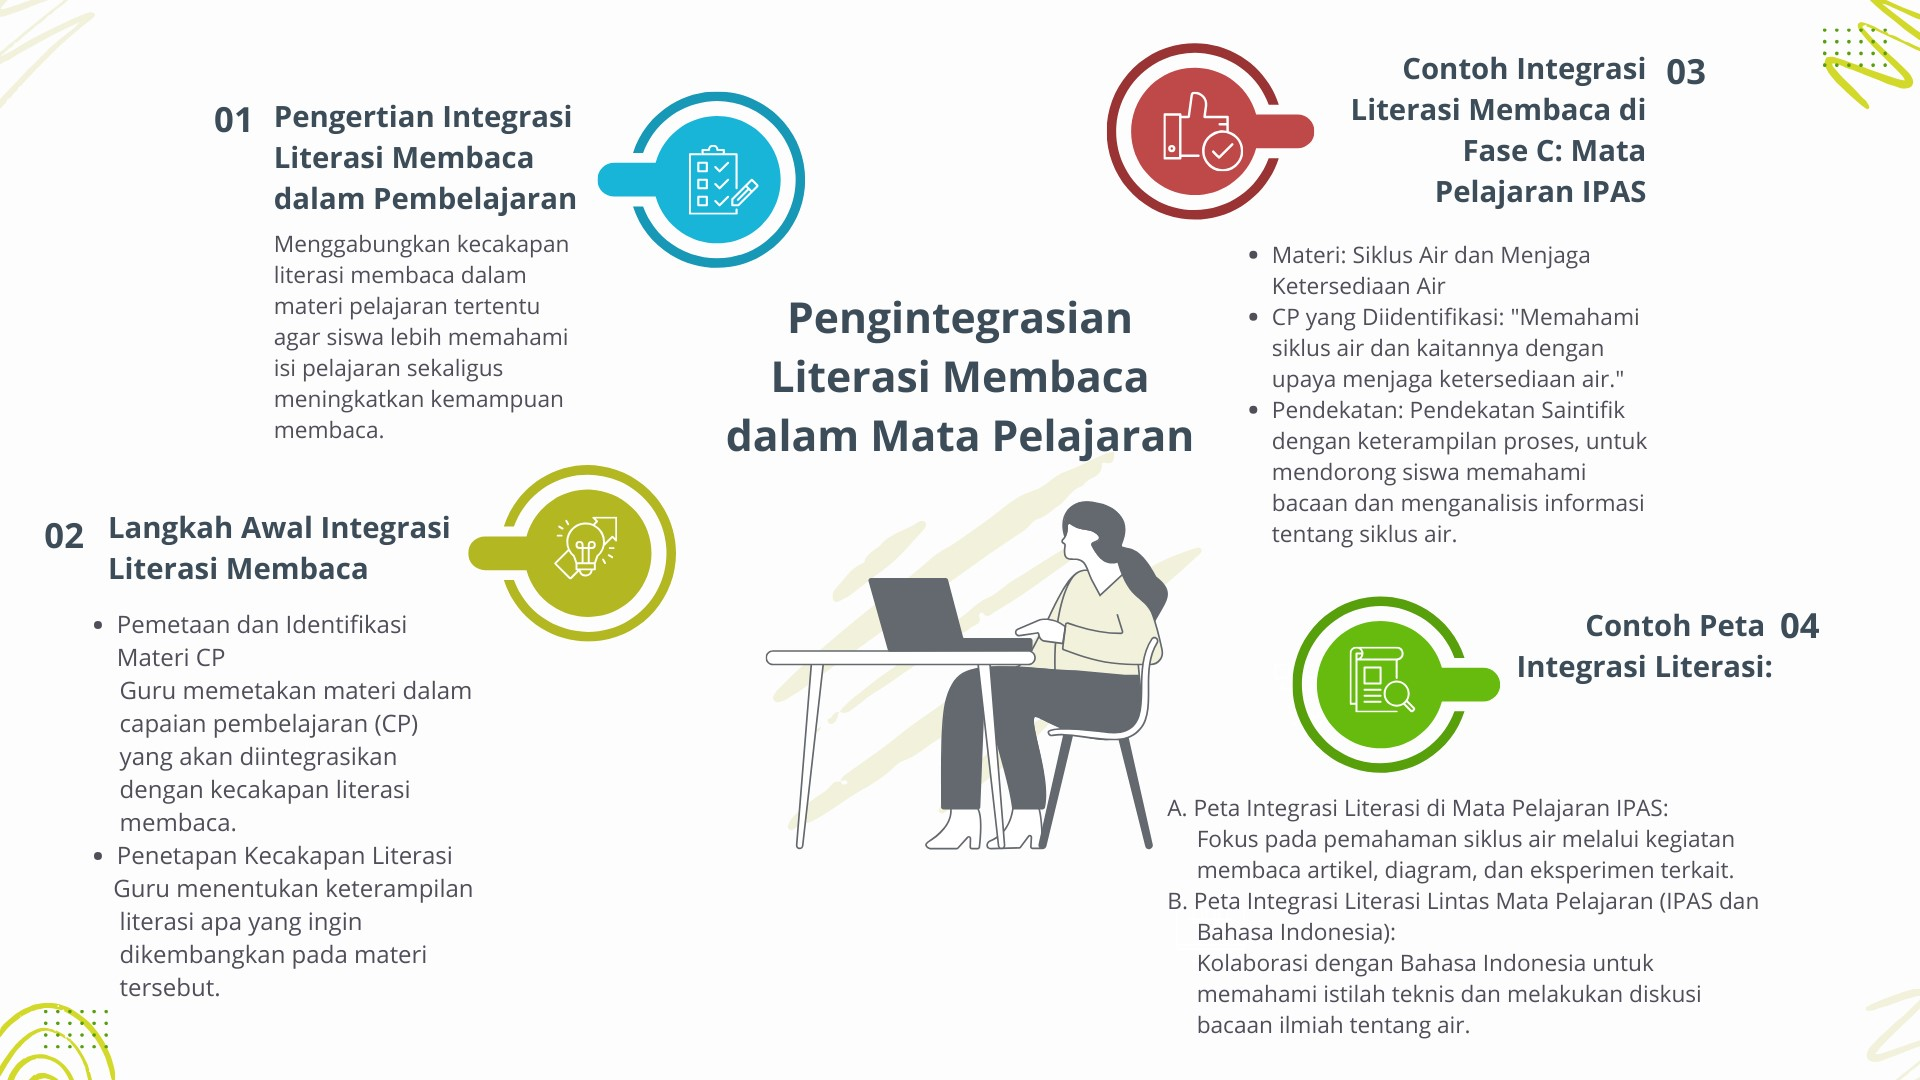 Pengintegrasian
Literasi Membaca
dalam Mata Pelajaran
01
Pengertian Integrasi
Literasi Membaca
dalam Pembelajaran
Menggabungkan kecakapan
literasi membaca dalam
materi pelajaran tertentu
agar siswa lebih memahami
isi pelajaran sekaligus
meningkatkan kemampuan
membaca.
02
Langkah Awal Integrasi
Literasi Membaca
• Pemetaan dan Identifikasi
Materi CP
Guru memetakan materi dalam
capaian pembelajaran (CP)
yang akan diintegrasikan
dengan kecakapan literasi
membaca.
• Penetapan Kecakapan Literasi
Guru menentukan keterampilan
literasi apa yang ingin
dikembangkan pada materi
tersebut.
03
Contoh Integrasi
Literasi Membaca di
Fase C: Mata
Pelajaran IPAS
• Materi: Siklus Air dan Menjaga
Ketersediaan Air
• CP yang Diidentifikasi: "Memahami
siklus air dan kaitannya dengan
upaya menjaga ketersediaan air."
• Pendekatan: Pendekatan Saintifik
dengan keterampilan proses, untuk
mendorong siswa memahami
bacaan dan menganalisis informasi
tentang siklus air.
04
Contoh Peta
Integrasi Literasi:
A. Peta Integrasi Literasi di Mata Pelajaran IPAS:
Fokus pada pemahaman siklus air melalui kegiatan
membaca artikel, diagram, dan eksperimen terkait.
B. Peta Integrasi Literasi Lintas Mata Pelajaran (IPAS dan
Bahasa Indonesia):
Kolaborasi dengan Bahasa Indonesia untuk
memahami istilah teknis dan melakukan diskusi
bacaan ilmiah tentang air.